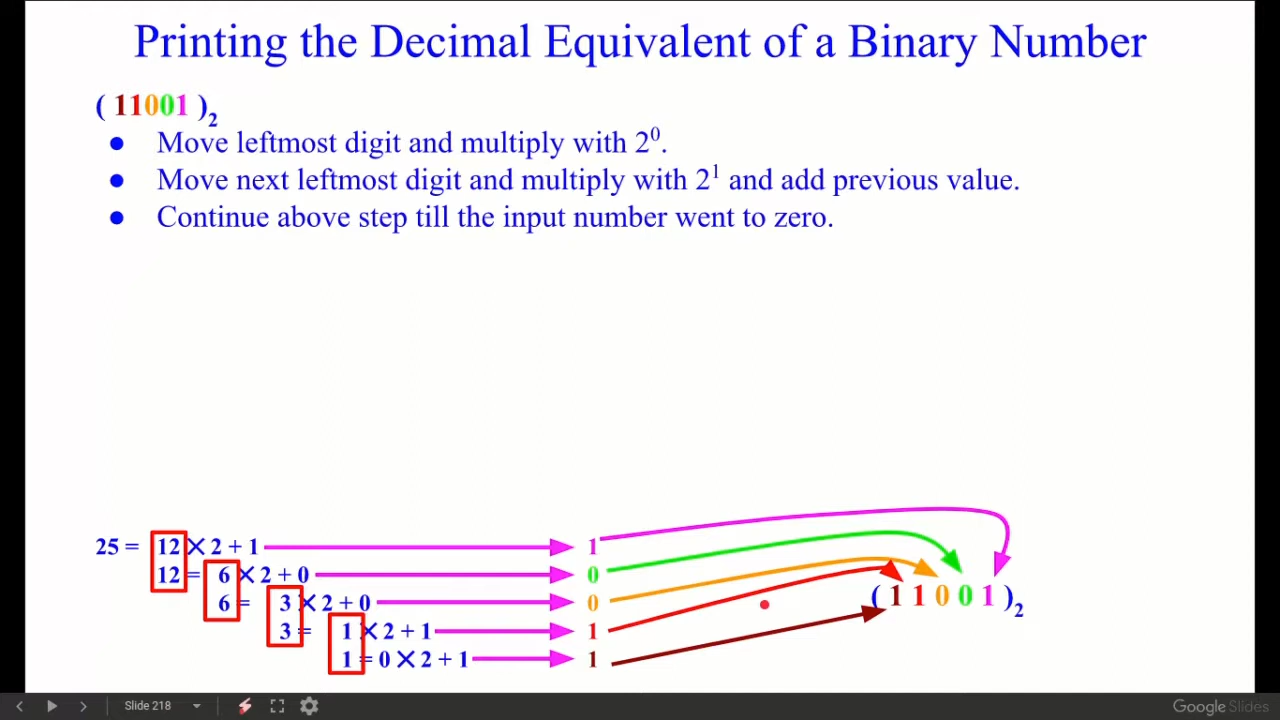 Printing the Decimal Equivalent of a Binary Number
( 11001 )₂
● Move leftmost digit and multiply with 2⁰.
● Move next leftmost digit and multiply with 2¹ and add previous value.
● Continue above step till the input number went to zero.
25 = 12 × 2 + 1 1
12 = 6 × 2 + 0 0
6 = 3 × 2 + 0 0
( 1 1 0 0 1 )₂
3 = 1 × 2 + 1 1
1 = 0 × 2 + 1 1
Slide 218
Google Slides